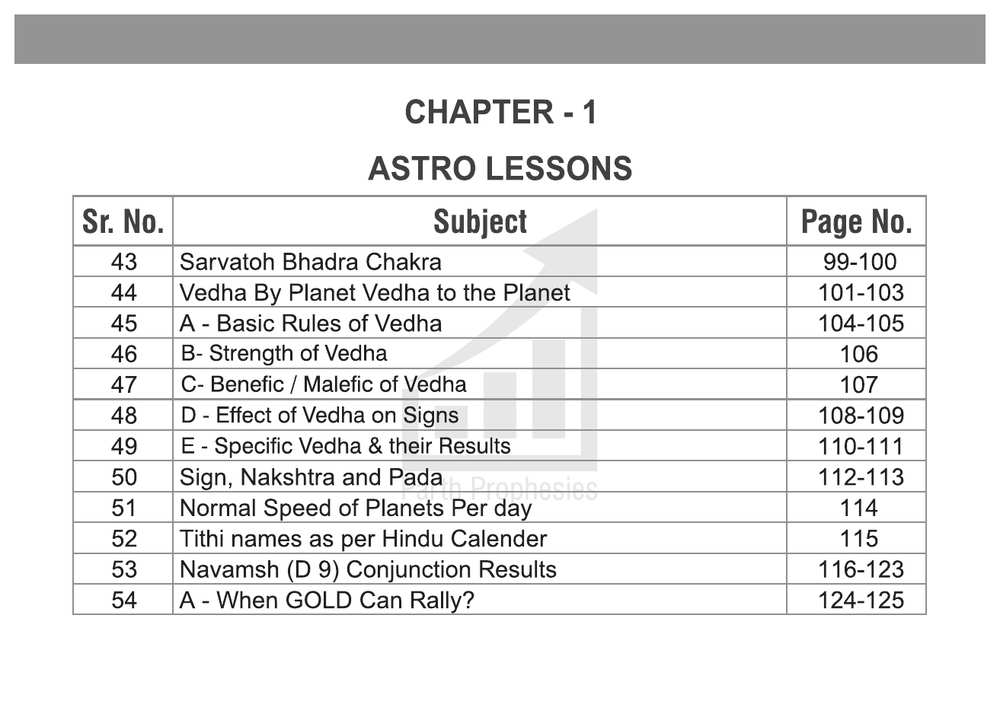 CHAPTER - 1
ASTRO LESSONS
Sr. No. Subject Page No.
43 Sarvatoh Bhadra Chakra 99-100
44 Vedha By Planet Vedha to the Planet 101-103
45 A - Basic Rules of Vedha 104-105
46 B- Strength of Vedha 106
47 C- Benefic / Malefic of Vedha 107
48 D - Effect of Vedha on Signs 108-109
49 E - Specific Vedha & their Results 110-111
50 Sign, Nakshtra and Pada 112-113
Parth Prophesies
51 Normal Speed of Planets Per day 114
52 Tithi names as per Hindu Calender 115
53 Navamsh (D 9) Conjunction Results 116-123
54 A - When GOLD Can Rally? 124-125